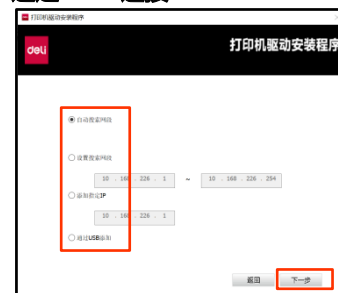 打印机驱动安装程序
deli
打印机驱动安装程序
自动搜索网段
设置搜索网段
10 . 168 . 226 . 1 ~ 10 . 168 . 226 . 254
添加指定IP
10 . 168 . 226 . 1
通过USB添加
返回 下一步